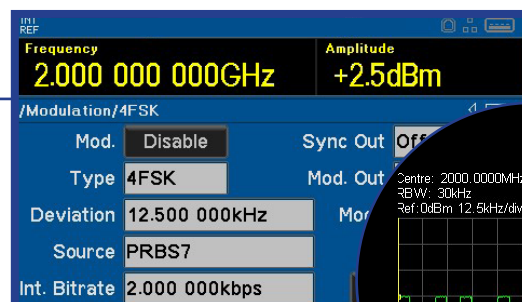 INT
REF
Frequency Amplitude
2.000 000 000GHz +2.5dBm
/Modulation/4FSK
Mod. Disable Sync Out Off
Type 4FSK Mod. Out
Centre: 2000.0000MHz
RBW: 30kHz
Ref:0dBm 12.5kHz/div
Deviation 12.500 000kHz
Source PRBS7
Int. Bitrate 2.000 000kbps